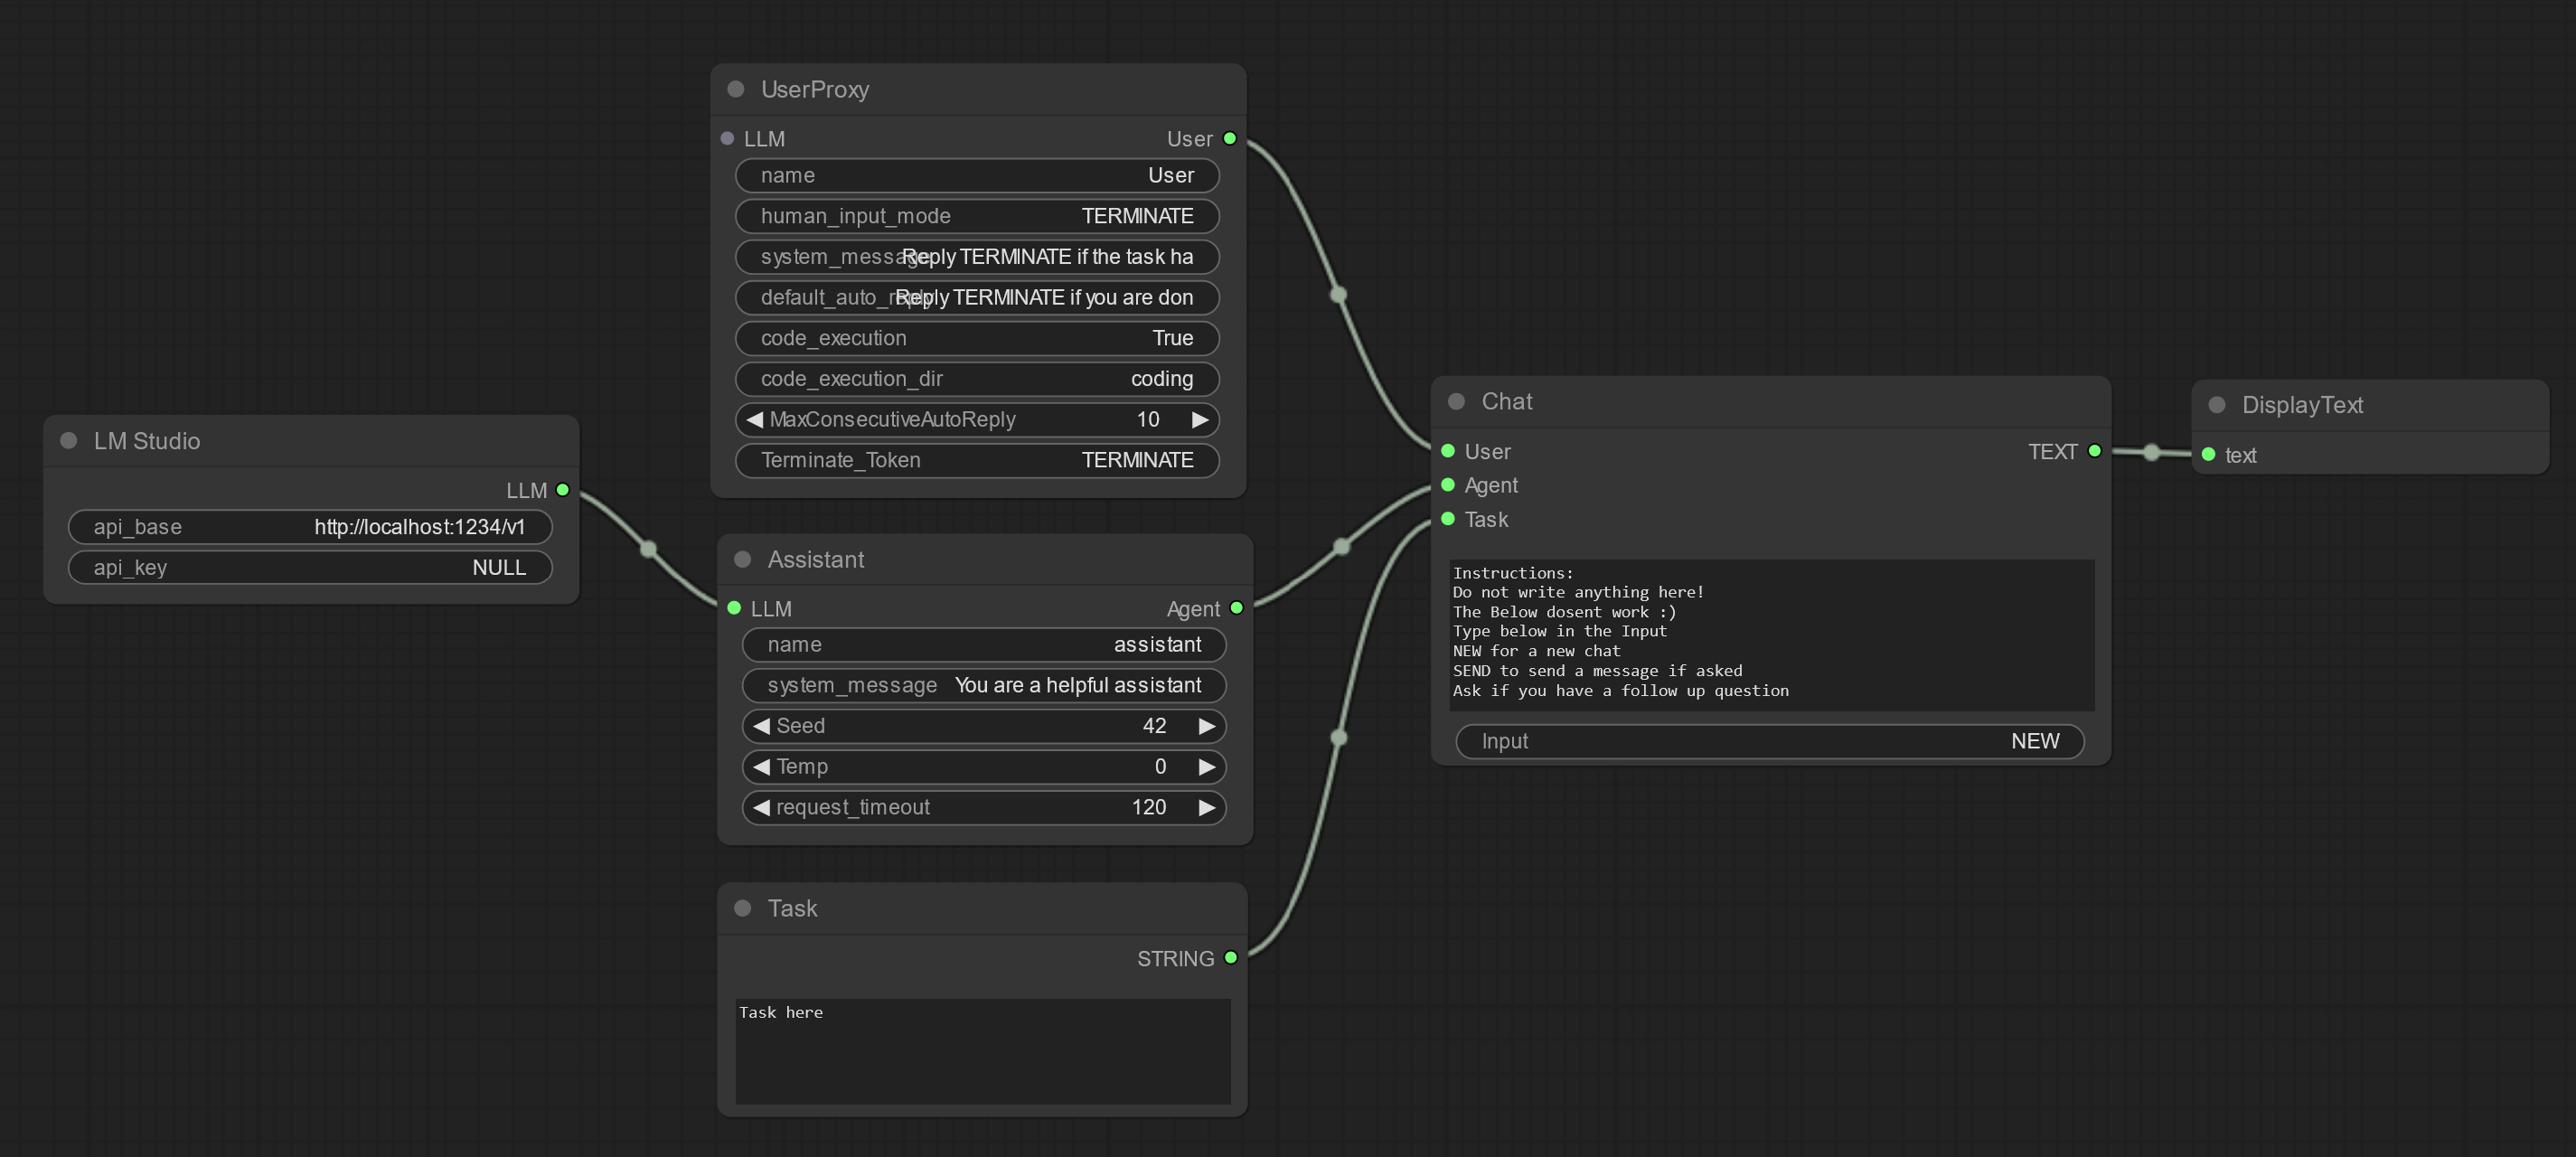 UserProxy
LLM User
name User
human_input_mode TERMINATE
system_message Reply TERMINATE if the task ha
default_auto_reply Reply TERMINATE if you are don
code_execution True
code_execution_dir coding
MaxConsecutiveAutoReply 10
Terminate_Token TERMINATE
LM Studio
LLM
api_base http://localhost:1234/v1
api_key NULL
Assistant
LLM Agent
name assistant
system_message You are a helpful assistant
Seed 42
Temp 0
request_timeout 120
Task
STRING
Task here
Chat
User TEXT
Agent
Task
Instructions:
Do not write anything here!
The Below dosent work :)
Type below in the Input
NEW for a new chat
SEND to send a message if asked
Ask if you have a follow up question
Input NEW
DisplayText
text